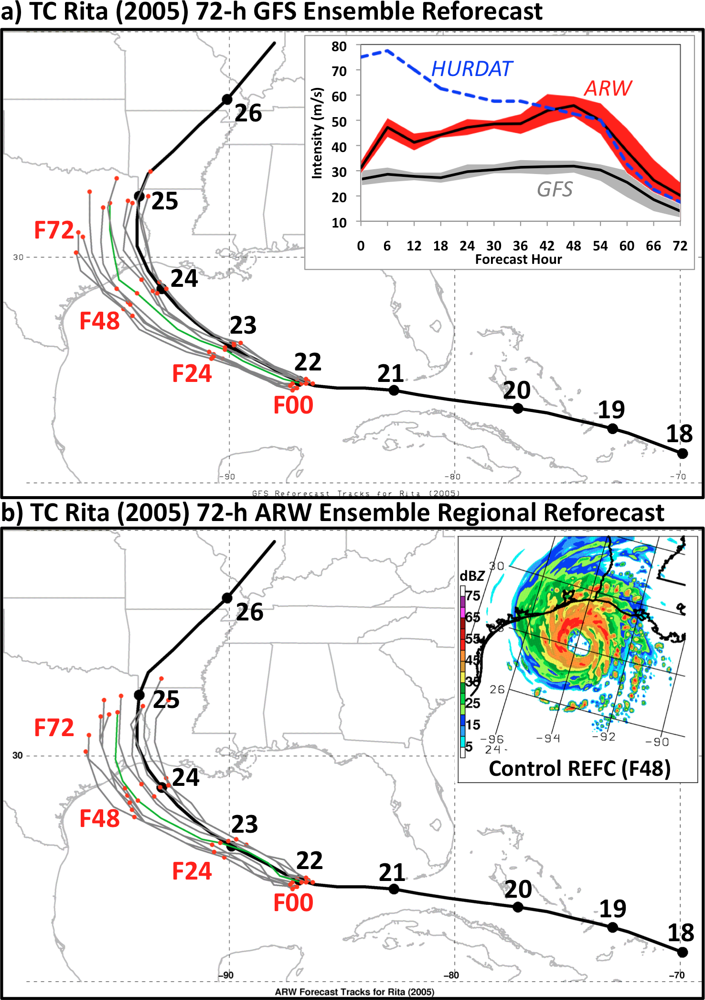 a) TC Rita (2005) 72-h GFS Ensemble Reforecast
80
70
60
50
40
30
20
10
Intensity (m/s)
HURDAT
ARW
GFS
0 6 12 18 24 30 36 42 48 54 60 66 72
Forecast Hour
26
25
F72
30
24
F48
23
22
F24
21
F00
20
19
18
-90
-80
-70
GFS Reforecast Tracks for Rita (2005)
b) TC Rita (2005) 72-h ARW Ensemble Regional Reforecast
dBZ
75
65
55
45
35
25
15
5
30
26
-96
-94
-92
-90
24
Control REFC (F48)
26
25
F72
30
24
F48
23
22
F24
21
F00
20
19
18
-90
-80
-70
ARW Forecast Tracks for Rita (2005)